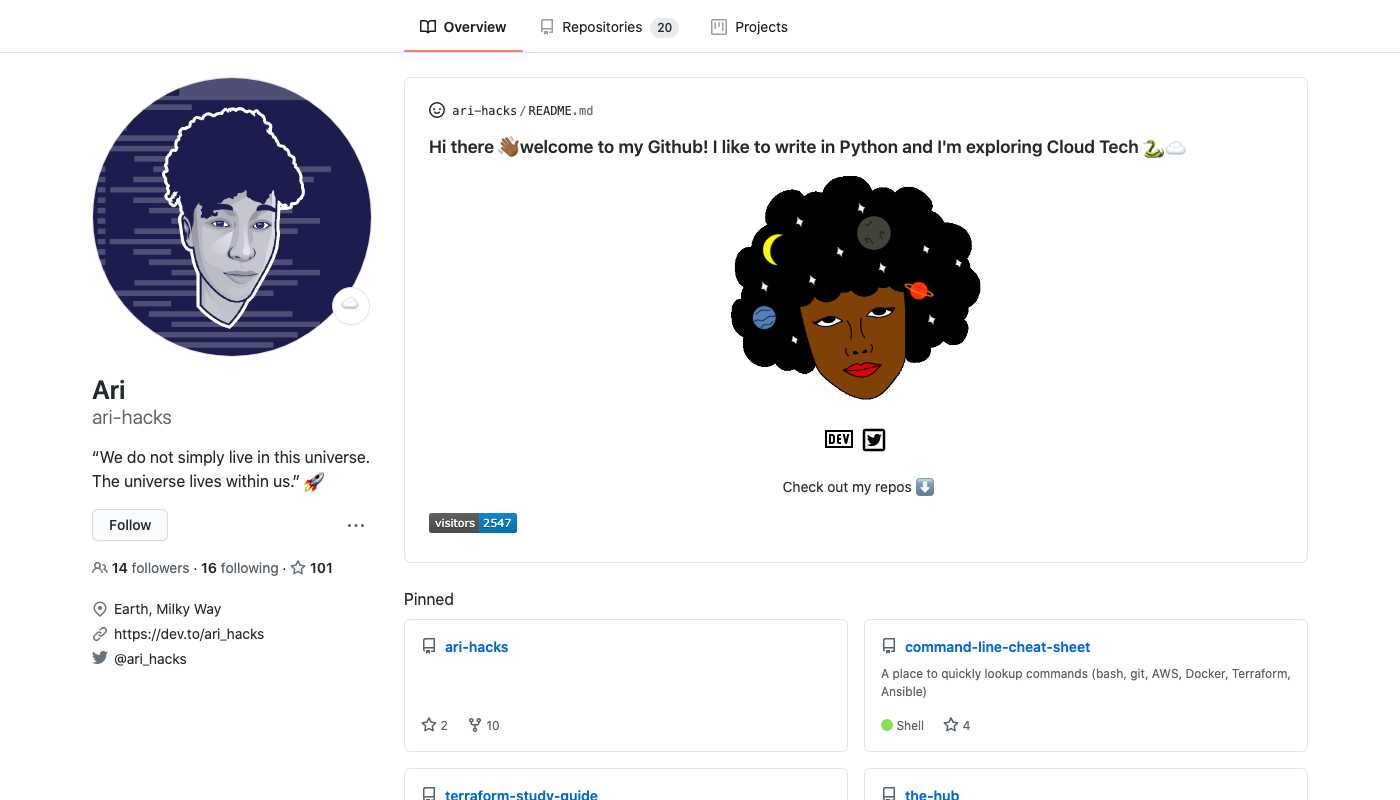 Overview
Repositories 20
Projects
ari-hacks/README.md
Hi there 👋🏾welcome to my Github! I like to write in Python and I'm exploring Cloud Tech 🐍☁️
DEV
Check out my repos ⬇️
visitors 2547
Ari
ari-hacks
“We do not simply live in this universe.
The universe lives within us.” 🚀
Follow
14 followers · 16 following · 101
Earth, Milky Way
https://dev.to/ari_hacks
@ari_hacks
Pinned
ari-hacks
2 10
command-line-cheat-sheet
A place to quickly lookup commands (bash, git, AWS, Docker, Terraform,
Ansible)
Shell 4
terraform-study-guide
the-hub